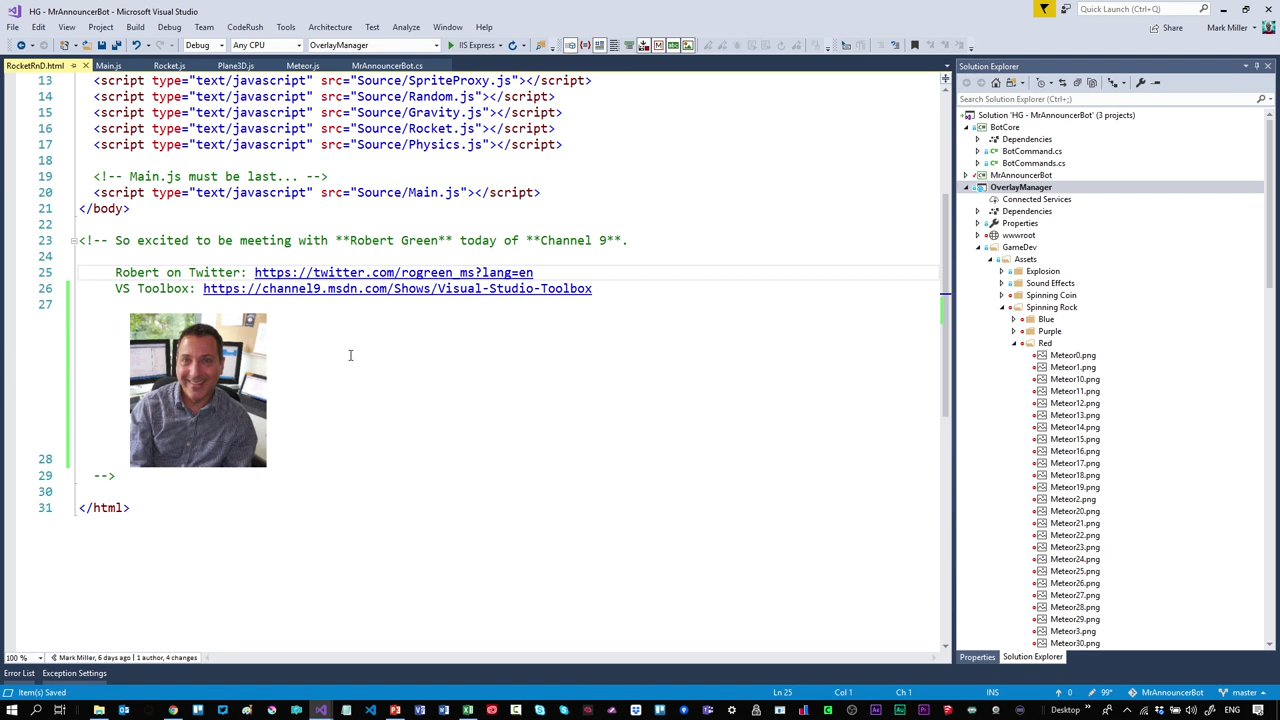 HG - MrAnnouncerBot - Microsoft Visual Studio
Quick Launch (Ctrl+Q)
File Edit View Project Build Debug Team CodeRush Tools Architecture Test Analyze Window Help
Share
Mark Miller
Debug
Any CPU
OverlayManager
IIS Express
RocketRnD.html
Main.js
Rocket.js
Plane3D.js
Meteor.js
MrAnnouncerBot.cs
13 <script type="text/javascript" src="Source/SpriteProxy.js"></script>
14 <script type="text/javascript" src="Source/Random.js"></script>
15 <script type="text/javascript" src="Source/Gravity.js"></script>
16 <script type="text/javascript" src="Source/Rocket.js"></script>
17 <script type="text/javascript" src="Source/Physics.js"></script>
18
19 <!-- Main.js must be last... -->
20 <script type="text/javascript" src="Source/Main.js"></script>
21 </body>
22
23 <!-- So excited to be meeting with **Robert Green** today of **Channel 9**.
24
25 Robert on Twitter: https://twitter.com/rogreen_ms?lang=en
26 VS Toolbox: https://channel9.msdn.com/Shows/Visual-Studio-Toolbox
27
28
29 -->
30
31 </html>
100 %
Mark Miller, 6 days ago | 1 author, 4 changes
Solution Explorer
Search Solution Explorer (Ctrl+;)
Solution 'HG - MrAnnouncerBot' (3 projects)
BotCore
Dependencies
BotCommand.cs
BotCommands.cs
MrAnnouncerBot
OverlayManager
Connected Services
Dependencies
Properties
wwwroot
GameDev
Assets
Explosion
Sound Effects
Spinning Coin
Spinning Rock
Blue
Purple
Red
Meteor0.png
Meteor1.png
Meteor10.png
Meteor11.png
Meteor12.png
Meteor13.png
Meteor14.png
Meteor15.png
Meteor16.png
Meteor17.png
Meteor18.png
Meteor19.png
Meteor2.png
Meteor20.png
Meteor21.png
Meteor22.png
Meteor23.png
Meteor24.png
Meteor25.png
Meteor26.png
Meteor27.png
Meteor28.png
Meteor29.png
Meteor3.png
Meteor30.png
Properties Solution Explorer
Error List Exception Settings
Item(s) Saved
Ln 25 Col 1 Ch 1 INS
0
99*
MrAnnouncerBot
master
Desktop
ENG